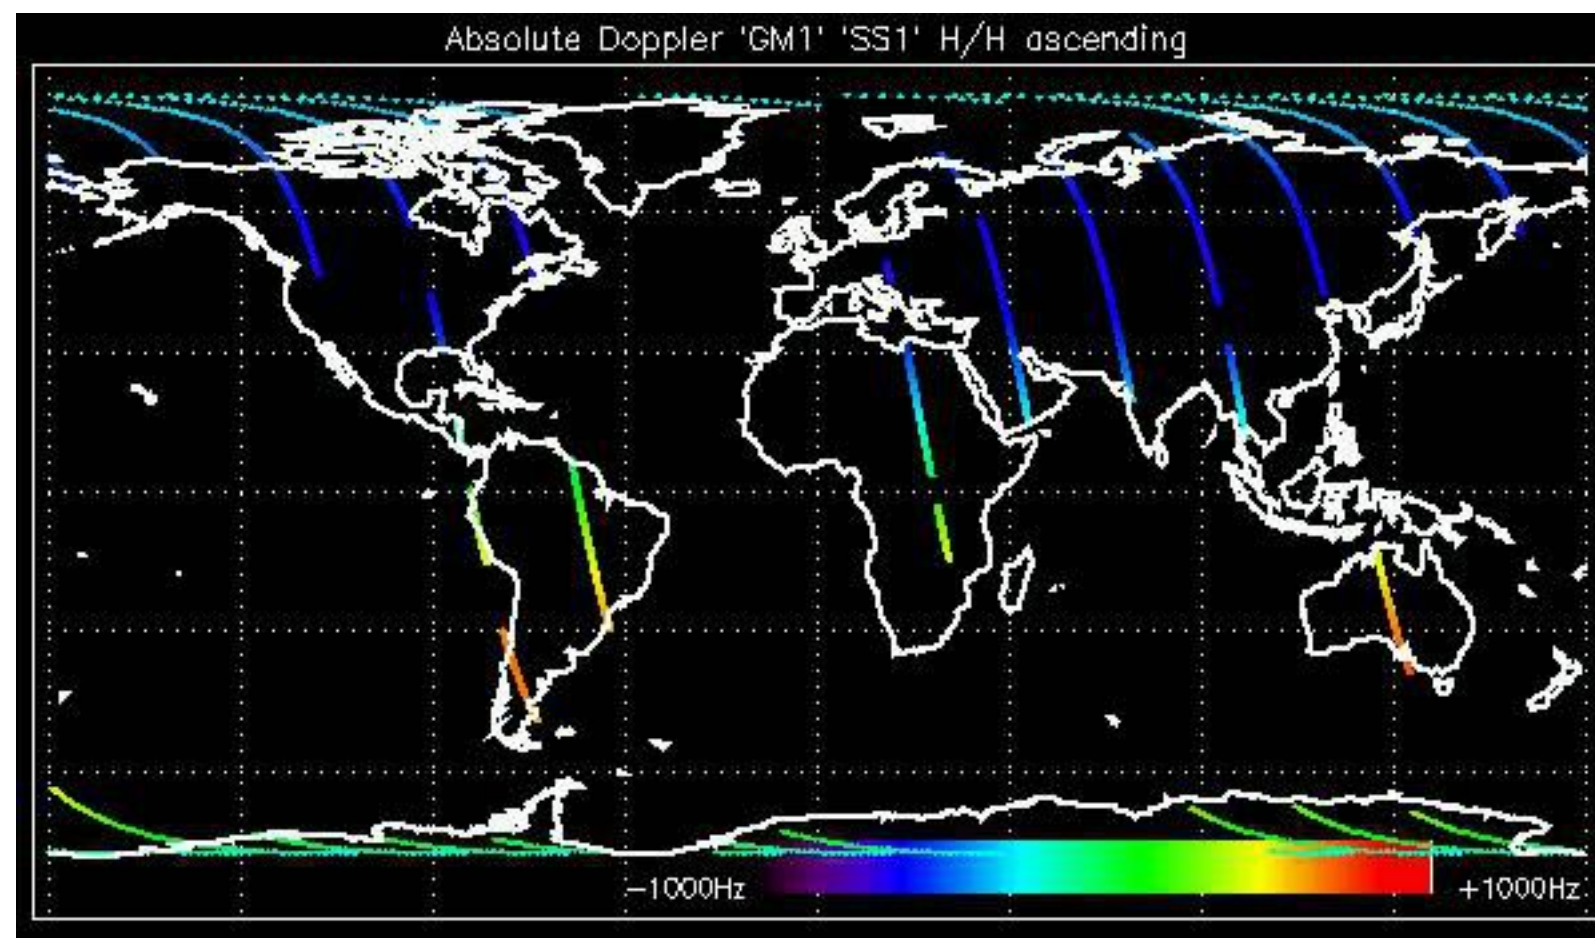 Absolute Doppler 'GM1' 'SS1' H/H ascending
−1000Hz
+1000Hz